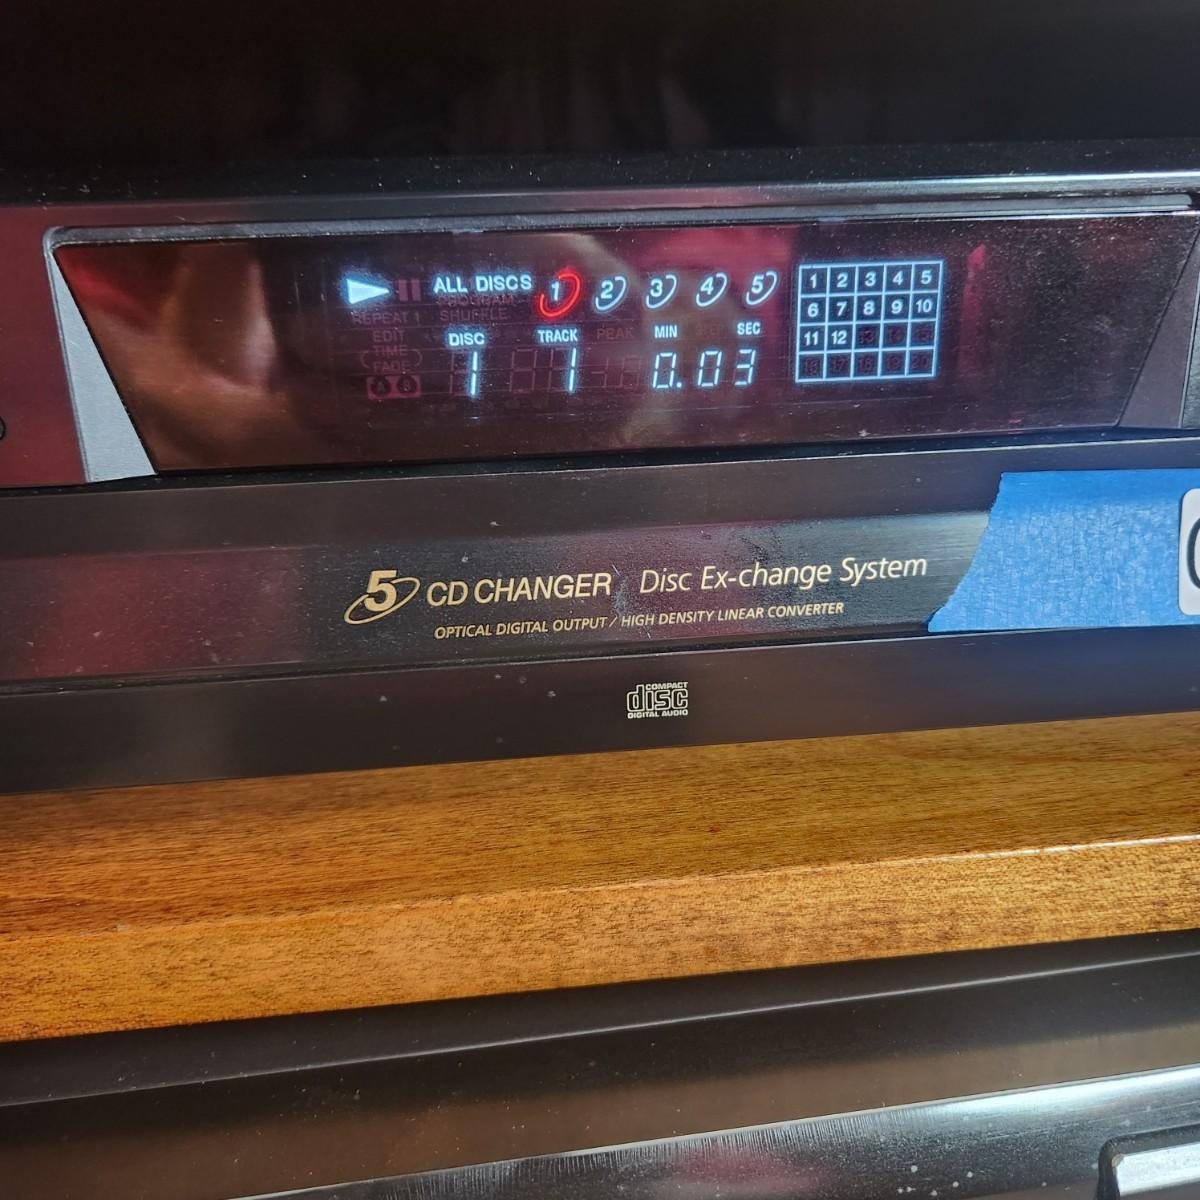 ALL DISCS 1 2 3 4 5
PROGRAM
REPEAT 1 SHUFFLE
EDIT
TIME
FADE
A B
DISC TRACK PEAK MIN SEC
1 1 0.03
1 2 3 4 5
6 7 8 9 10
11 12
5 CD CHANGER Disc Ex-change System
OPTICAL DIGITAL OUTPUT / HIGH DENSITY LINEAR CONVERTER
COMPACT
disc
DIGITAL AUDIO